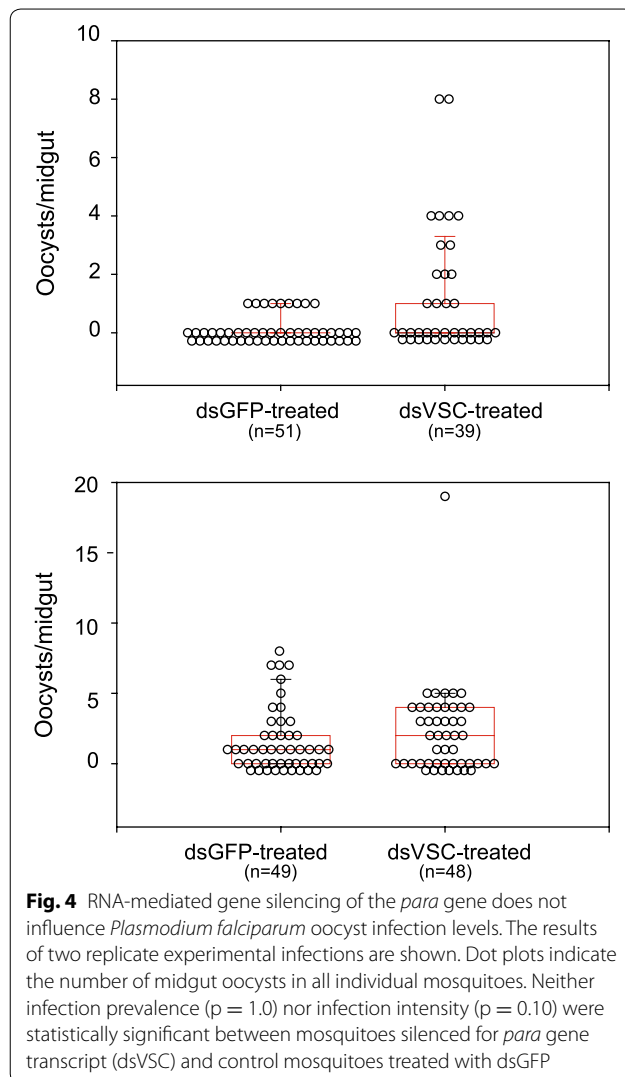 10
8
6
4
2
0
Oocysts/midgut
dsGFP-treated
(n=51)
dsVSC-treated
(n=39)
20
15
10
5
0
Oocysts/midgut
dsGFP-treated
(n=49)
dsVSC-treated
(n=48)
Fig. 4 RNA-mediated gene silencing of the para gene does not
influence Plasmodium falciparum oocyst infection levels. The results
of two replicate experimental infections are shown. Dot plots indicate
the number of midgut oocysts in all individual mosquitoes. Neither
infection prevalence (p = 1.0) nor infection intensity (p = 0.10) were
statistically significant between mosquitoes silenced for para gene
transcript (dsVSC) and control mosquitoes treated with dsGFP